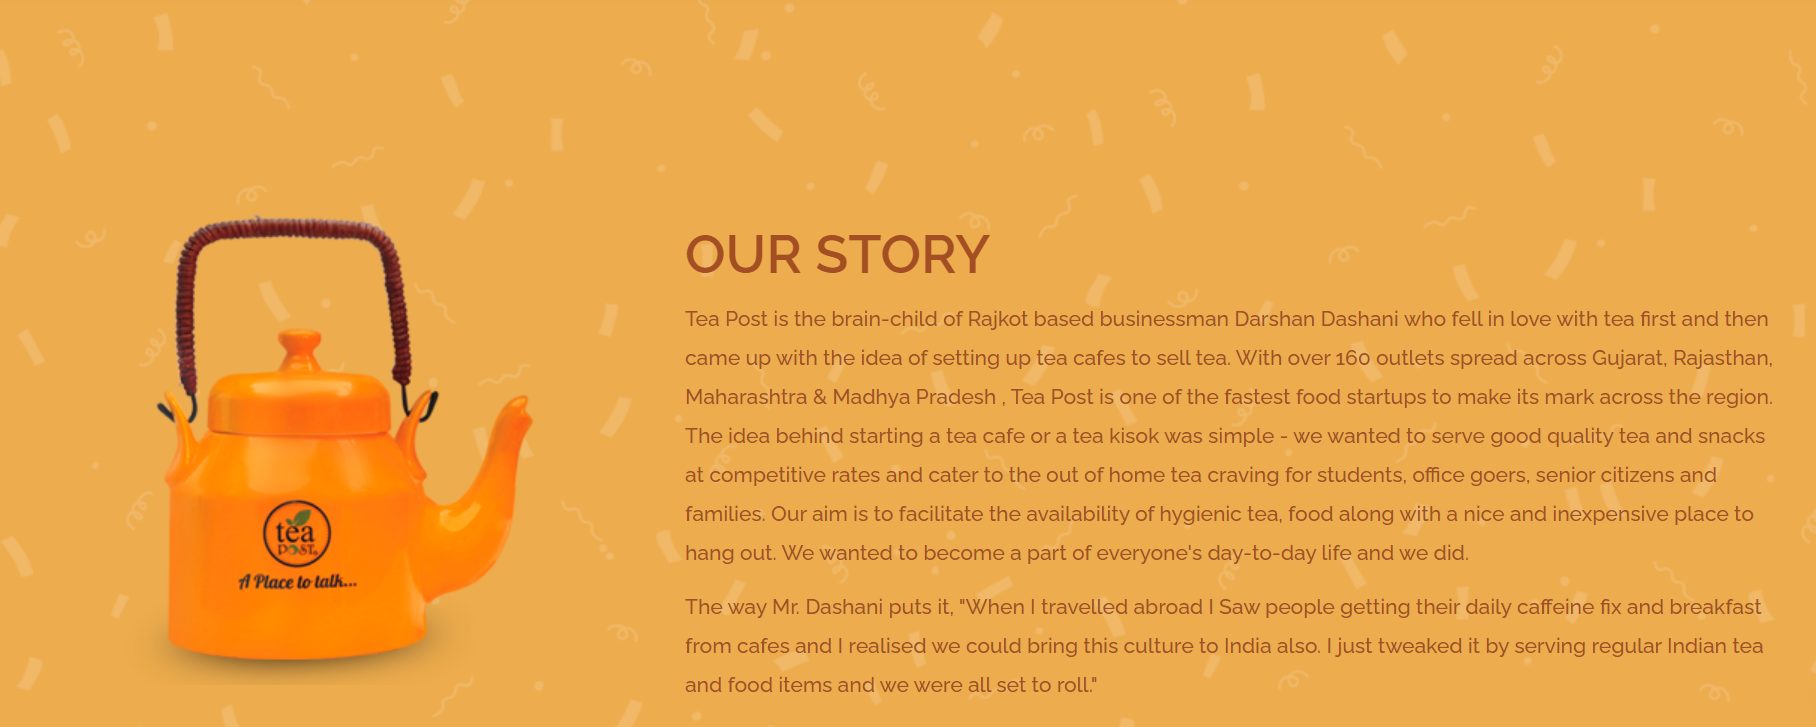 OUR STORY
Tea Post is the brain-child of Rajkot based businessman Darshan Dashani who fell in love with tea first and then
came up with the idea of setting up tea cafes to sell tea. With over 160 outlets spread across Gujarat, Rajasthan,
Maharashtra & Madhya Pradesh , Tea Post is one of the fastest food startups to make its mark across the region.
The idea behind starting a tea cafe or a tea kisok was simple - we wanted to serve good quality tea and snacks
at competitive rates and cater to the out of home tea craving for students, office goers, senior citizens and
families. Our aim is to facilitate the availability of hygienic tea, food along with a nice and inexpensive place to
hang out. We wanted to become a part of everyone's day-to-day life and we did.
The way Mr. Dashani puts it, "When I travelled abroad I Saw people getting their daily caffeine fix and breakfast
from cafes and I realised we could bring this culture to India also. I just tweaked it by serving regular Indian tea
and food items and we were all set to roll."
tea
POST
A Place to talk...